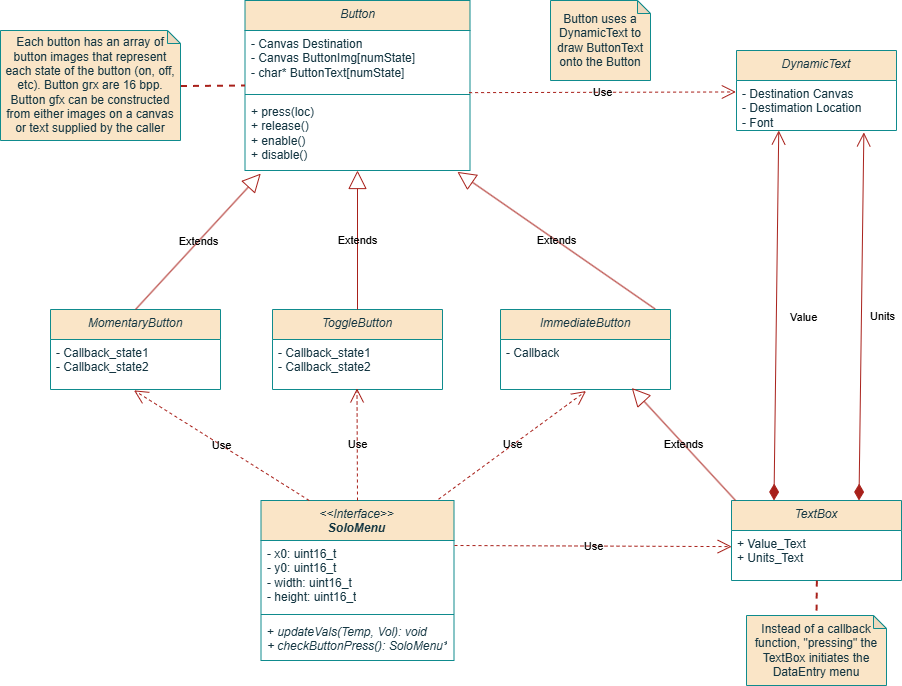 Button
- Canvas Destination
- Canvas ButtonImg[numState]
- char* ButtonText[numState]
+ press(loc)
+ release()
+ enable()
+ disable()
Each button has an array of
button images that represent
each state of the button (on, off,
etc). Button grx are 16 bpp.
Button gfx can be constructed
from either images on a canvas
or text supplied by the caller
Button uses a
DynamicText to
draw ButtonText
onto the Button
Use
DynamicText
- Destination Canvas
- Destination Location
- Font
Extends
Extends
Extends
Value
Units
MomentaryButton
- Callback_state1
- Callback_state2
ToggleButton
- Callback_state1
- Callback_state2
ImmediateButton
- Callback
Use
Use
Use
Extends
<<Interface>>
SoloMenu
- x0: uint16_t
- y0: uint16_t
- width: uint16_t
- height: uint16_t
+ updateVals(Temp, Vol): void
+ checkButtonPress(): SoloMenu*
Use
TextBox
+ Value_Text
+ Units_Text
Instead of a callback
function, "pressing" the
TextBox initiates the
DataEntry menu